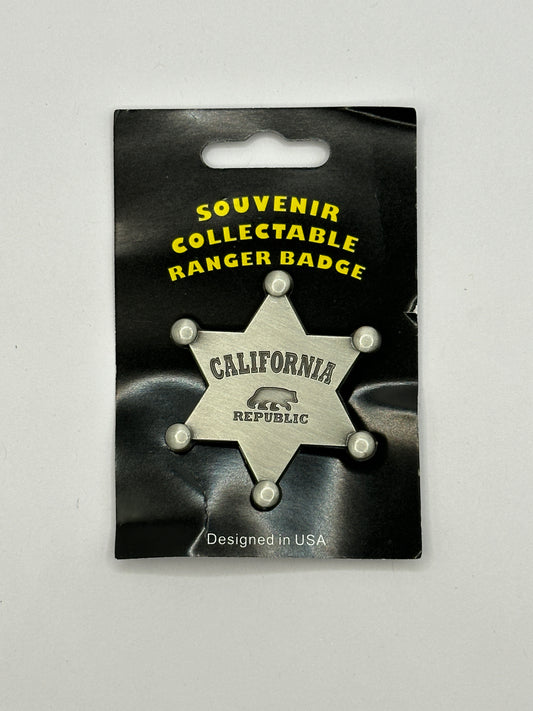 SOUVENIR
COLLECTABLE
RANGER BADGE
CALIFORNIA
REPUBLIC
Designed in USA